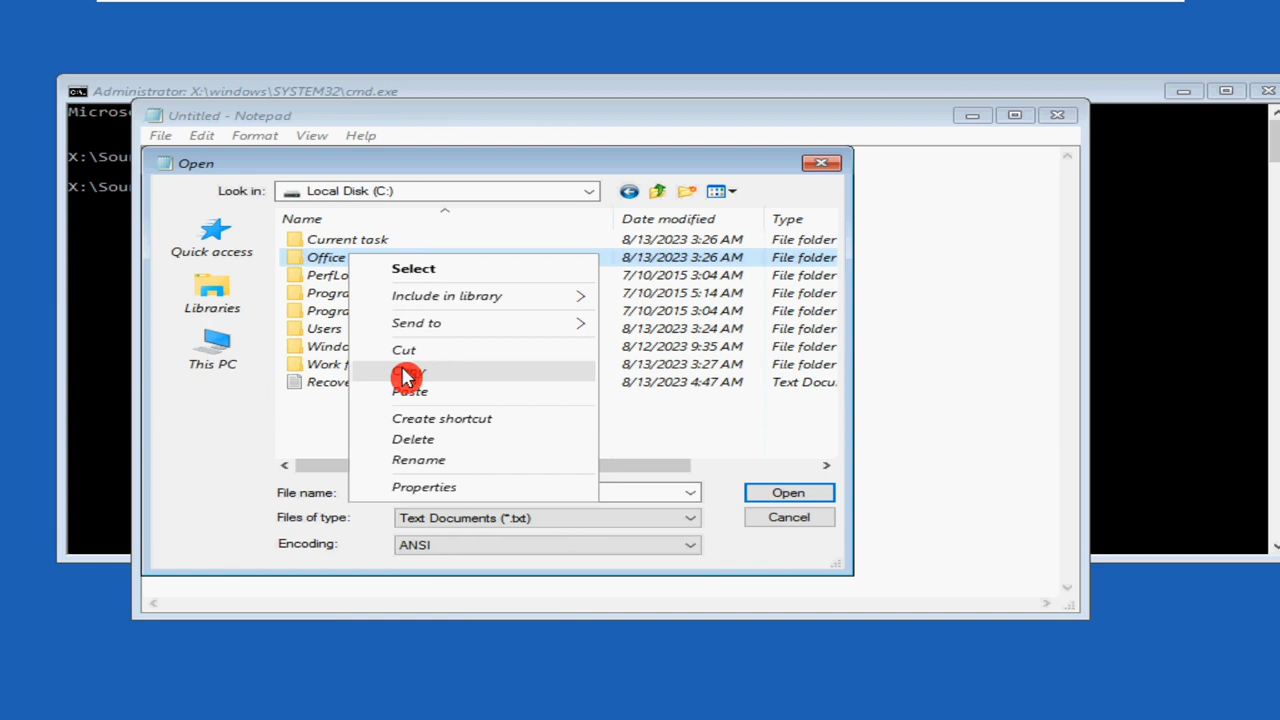 Administrator: X:\windows\SYSTEM32\cmd.exe
Untitled - Notepad
File Edit Format View Help
X:\Sou
X:\Sou
Open
Look in: Local Disk (C:)
Quick access
Libraries
This PC
Name Date modified Type
Current task 8/13/2023 3:26 AM File folder
Office 8/13/2023 3:26 AM File folder
PerfLo 7/10/2015 3:04 AM File folder
Progra 7/10/2015 5:14 AM File folder
Progra 7/10/2015 3:04 AM File folder
Users 8/13/2023 3:24 AM File folder
Windo 8/12/2023 9:35 AM File folder
Work f 8/13/2023 3:27 AM File folder
Recove 8/13/2023 4:47 AM Text Docu
Select
Include in library
Send to
Cut
Paste
Create shortcut
Delete
Rename
Properties
File name: Open
Files of type: Text Documents (*.txt) Cancel
Encoding: ANSI